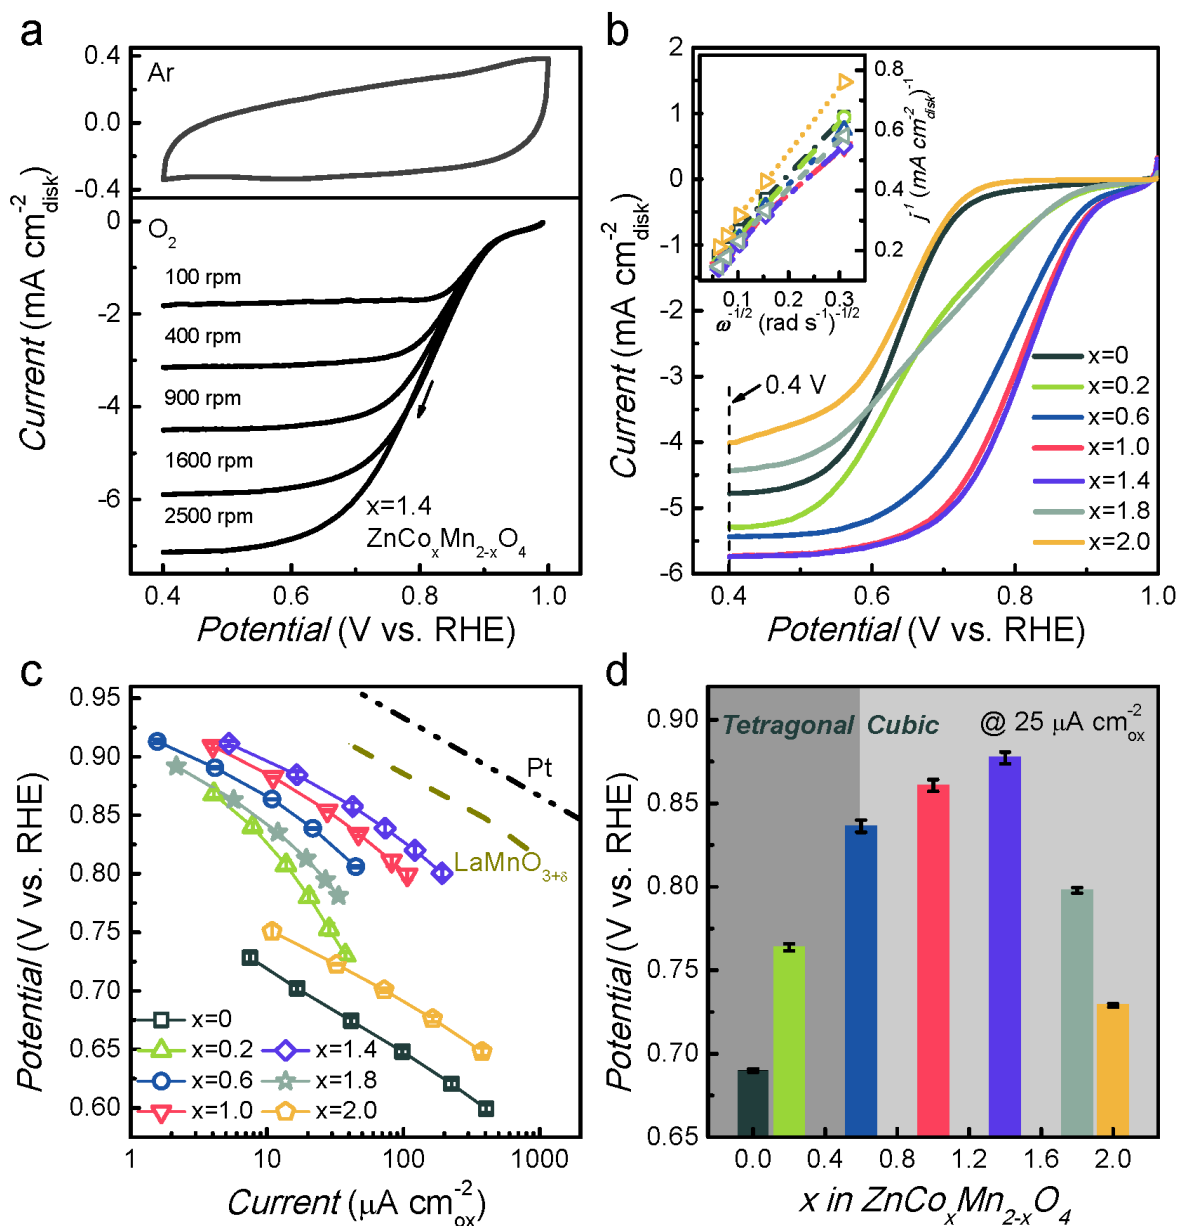 a
0.4
0.0
-0.4
Ar
0
-2
-4
-6
O2
100 rpm
400 rpm
900 rpm
1600 rpm
2500 rpm
x=1.4
ZnCoxMn2-xO4
Current (mA cm-2disk)
0.4 0.6 0.8 1.0
Potential (V vs. RHE)
b
2
1
0
-1
-2
-3
-4
-5
-6
Current (mA cm-2disk)
0.8
0.6
0.4
0.2
j-1 (mA cm-2disk)-1
0.1 0.2 0.3
ω-1/2 (rad s-1)-1/2
0.4 V
x=0
x=0.2
x=0.6
x=1.0
x=1.4
x=1.8
x=2.0
0.4 0.6 0.8 1.0
Potential (V vs. RHE)
c
0.95
0.90
0.85
0.80
0.75
0.70
0.65
0.60
Potential (V vs. RHE)
Pt
LaMnO3+δ
x=0
x=0.2 x=1.4
x=0.6 x=1.8
x=1.0 x=2.0
1 10 100 1000
Current (μA cm-2ox)
d
0.90
0.85
0.80
0.75
0.70
0.65
Potential (V vs. RHE)
Tetragonal Cubic @ 25 μA cm-2ox
0.0 0.4 0.8 1.2 1.6 2.0
x in ZnCoxMn2-xO4